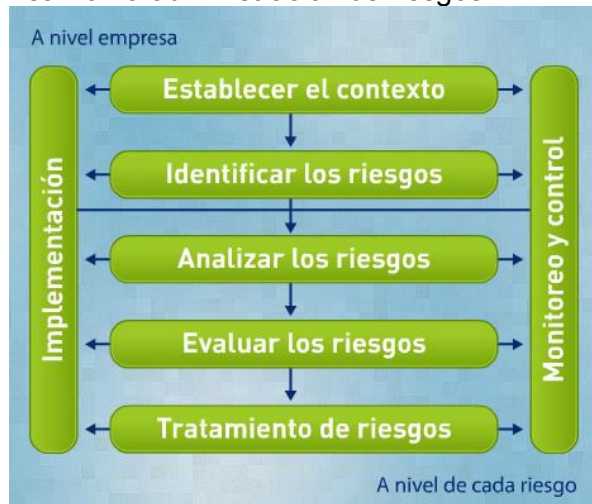 A nivel empresa
Establecer el contexto
Identificar los riesgos
Analizar los riesgos
Evaluar los riesgos
Tratamiento de riesgos
Implementación
Monitoreo y control
A nivel de cada riesgo